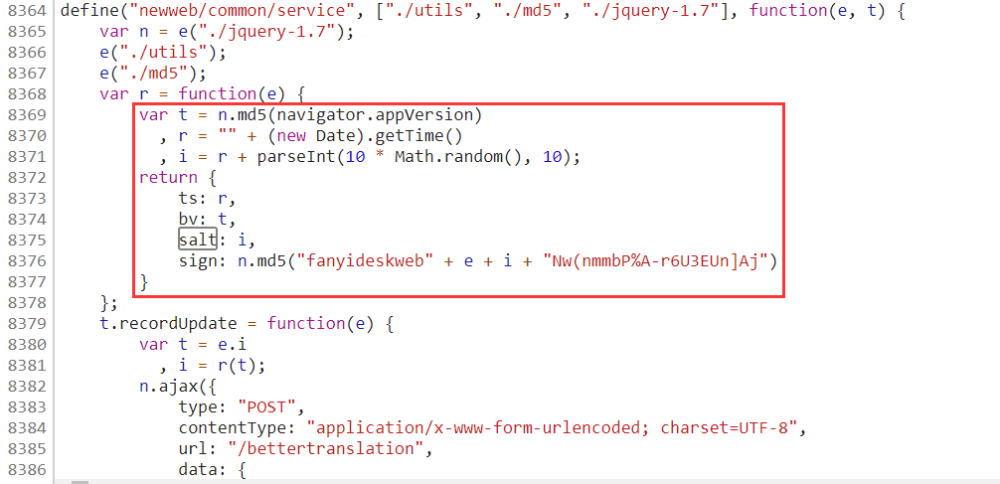 8364 define("newweb/common/service", ["./utils", "./md5", "./jquery-1.7"], function(e, t) {
8365 var n = e("./jquery-1.7");
8366 e("./utils");
8367 e("./md5");
8368 var r = function(e) {
8369 var t = n.md5(navigator.appVersion)
8370 , r = "" + (new Date).getTime()
8371 , i = r + parseInt(10 * Math.random(), 10);
8372 return {
8373 ts: r,
8374 bv: t,
8375 salt: i,
8376 sign: n.md5("fanyideskweb" + e + i + "Nw(nmmbP%A-r6U3EUn]Aj")
8377 }
8378 };
8379 t.recordUpdate = function(e) {
8380 var t = e.i
8381 , i = r(t);
8382 n.ajax({
8383 type: "POST",
8384 contentType: "application/x-www-form-urlencoded; charset=UTF-8",
8385 url: "/bettertranslation",
8386 data: {